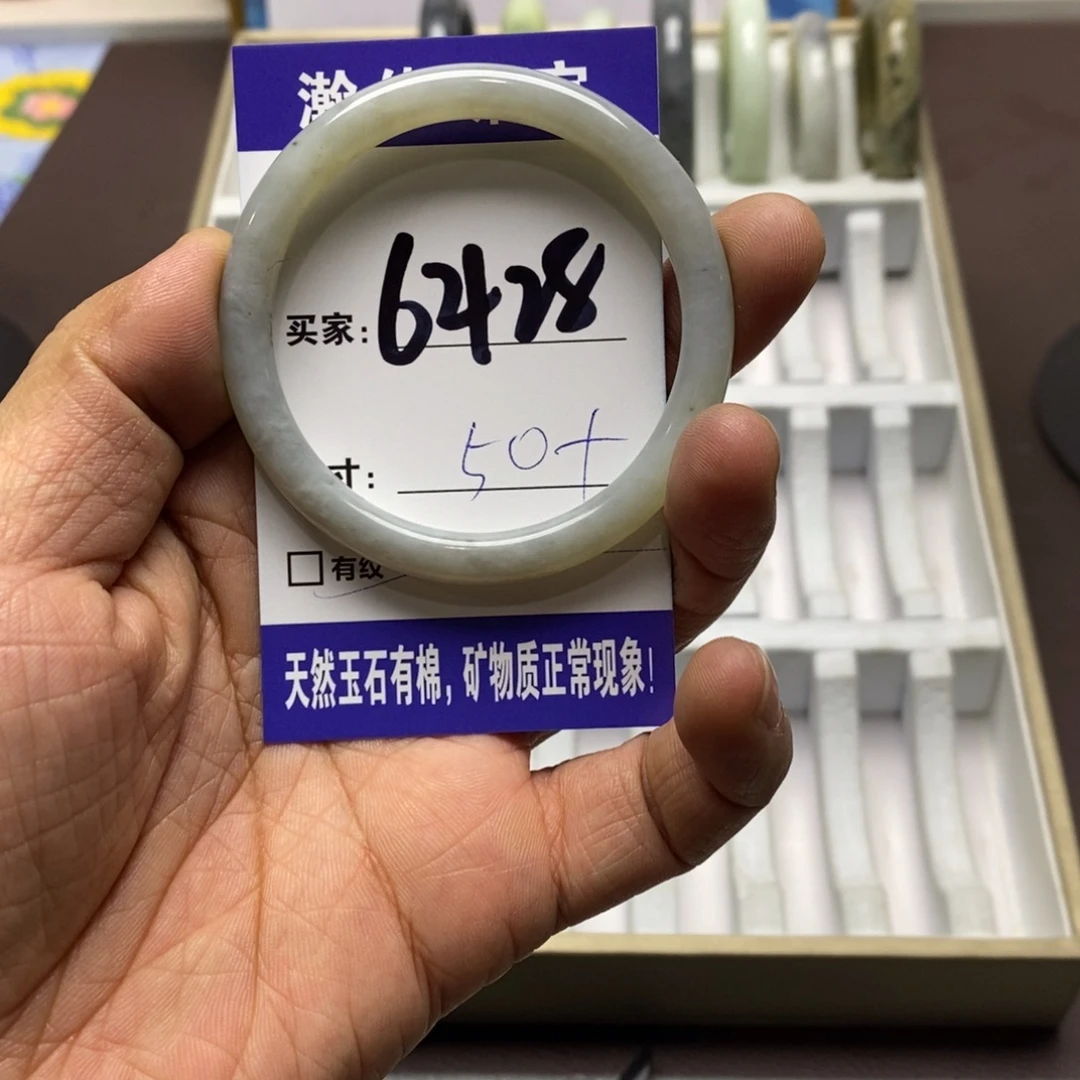 瀚
买家: 6428
寸: 50+
□ 有纹
天然玉石有棉, 矿物质正常现象!